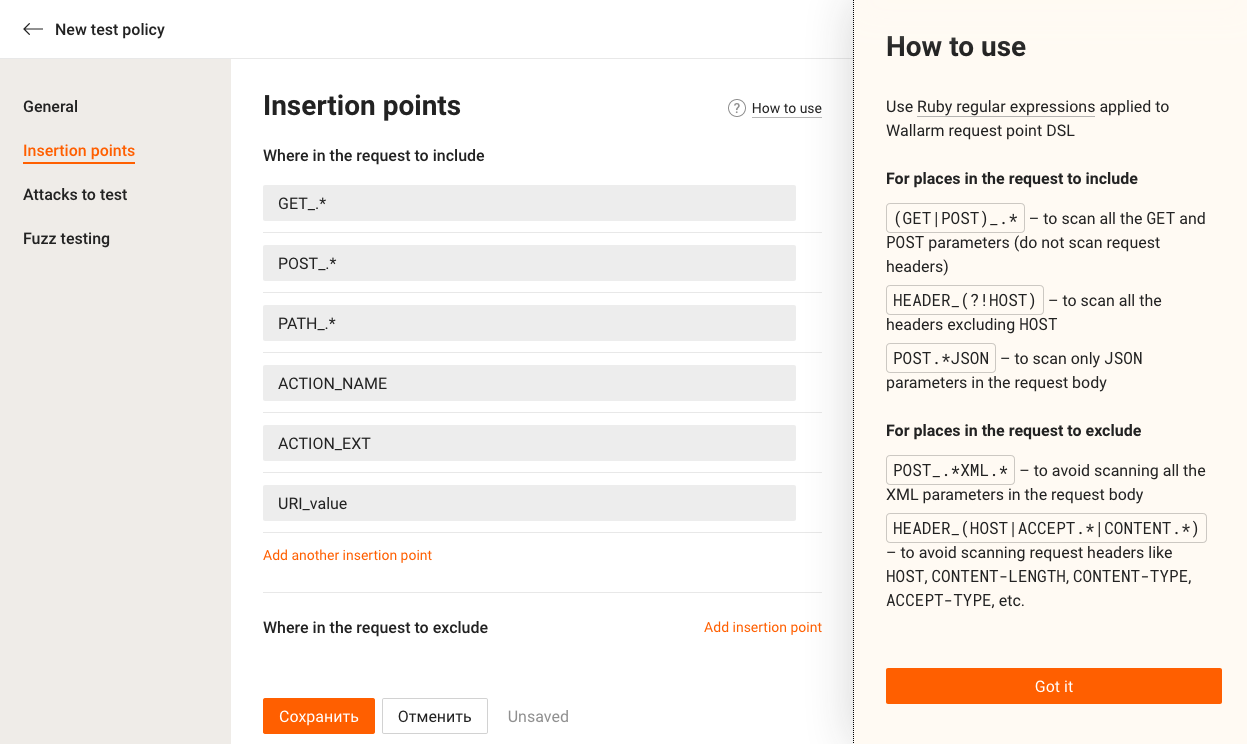 New test policy
General
Insertion points
Attacks to test
Fuzz testing
Insertion points
? How to use
Where in the request to include
GET_.*
POST_.*
PATH_.*
ACTION_NAME
ACTION_EXT
URI_value
Add another insertion point
Where in the request to exclude
Add insertion point
Сохранить
Отменить
Unsaved
How to use
Use Ruby regular expressions applied to
Wallarm request point DSL
For places in the request to include
(GET|POST)_.* – to scan all the GET and
POST parameters (do not scan request
headers)
HEADER_(?!HOST) – to scan all the
headers excluding HOST
POST.*JSON – to scan only JSON
parameters in the request body
For places in the request to exclude
POST_.*XML.* – to avoid scanning all the
XML parameters in the request body
HEADER_(HOST|ACCEPT.*|CONTENT.*)
– to avoid scanning request headers like
HOST, CONTENT-LENGTH, CONTENT-TYPE,
ACCEPT-TYPE, etc.
Got it